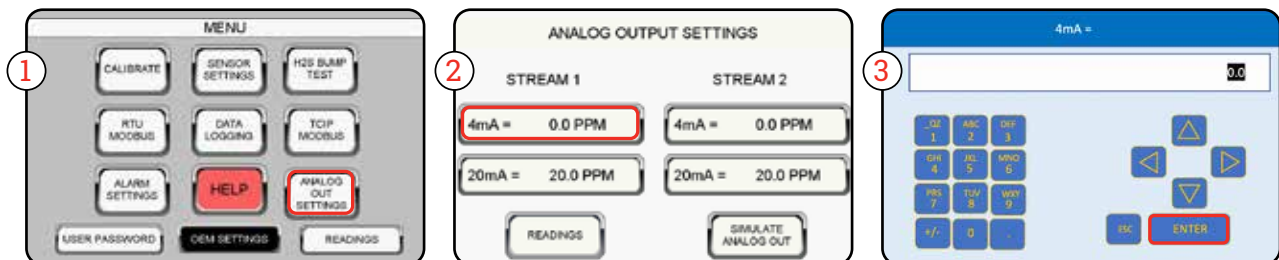 1
MENU
CALIBRATE
SENSOR
SETTINGS
H2S BUMP
TEST
RTU
MODBUS
DATA
LOGGING
TCIP
MODBUS
ALARM
SETTINGS
HELP
ANALOG
OUT
SETTINGS
USER PASSWORD
OEM SETTINGS
READINGS
2
ANALOG OUTPUT SETTINGS
STREAM 1
STREAM 2
4mA = 0.0 PPM
4mA = 0.0 PPM
20mA = 20.0 PPM
20mA = 20.0 PPM
READINGS
SIMULATE
ANALOG OUT
3
4mA =
0.0
_QZ
1
ABC
2
DEF
3
GHI
4
JKL
5
MNO
6
PRS
7
TUV
8
WXY
9
+/-
0
.
ESC
ENTER